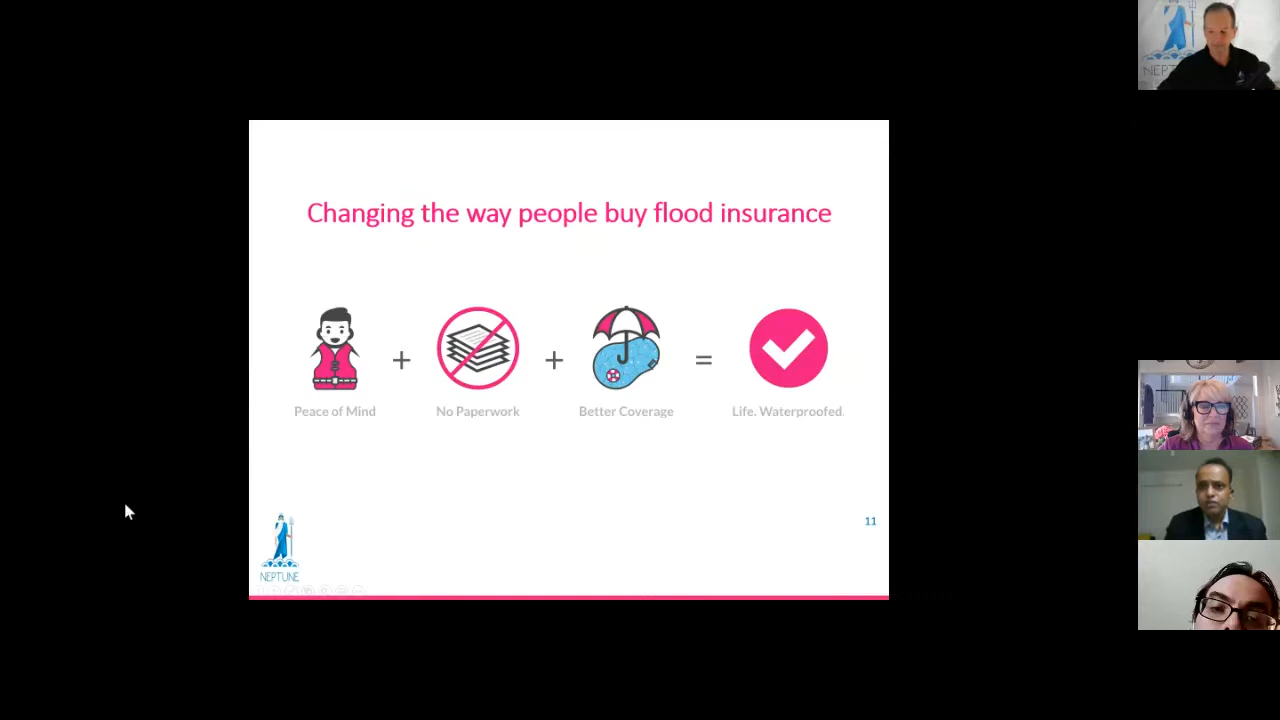 Changing the way people buy flood insurance
+ + =
Peace of Mind No Paperwork Better Coverage Life. Waterproofed.
NEPTUNE
11